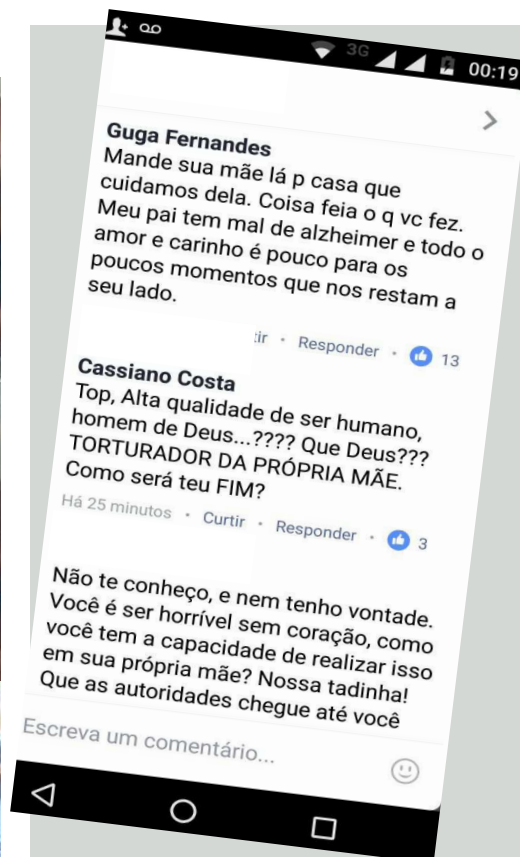 3G 00:19
Guga Fernandes
Mande sua mãe lá p casa que
cuidamos dela. Coisa feia o q vc fez.
Meu pai tem mal de alzheimer e todo o
amor e carinho é pouco para os
poucos momentos que nos restam a
seu lado.
tir · Responder · 13
Cassiano Costa
Top, Alta qualidade de ser humano,
homem de Deus...???? Que Deus???
TORTURADOR DA PRÓPRIA MÃE.
Como será teu FIM?
Há 25 minutos · Curtir · Responder · 3
Não te conheço, e nem tenho vontade.
Você é ser horrível sem coração, como
você tem a capacidade de realizar isso
em sua própria mãe? Nossa tadinha!
Que as autoridades chegue até você
Escreva um comentário...